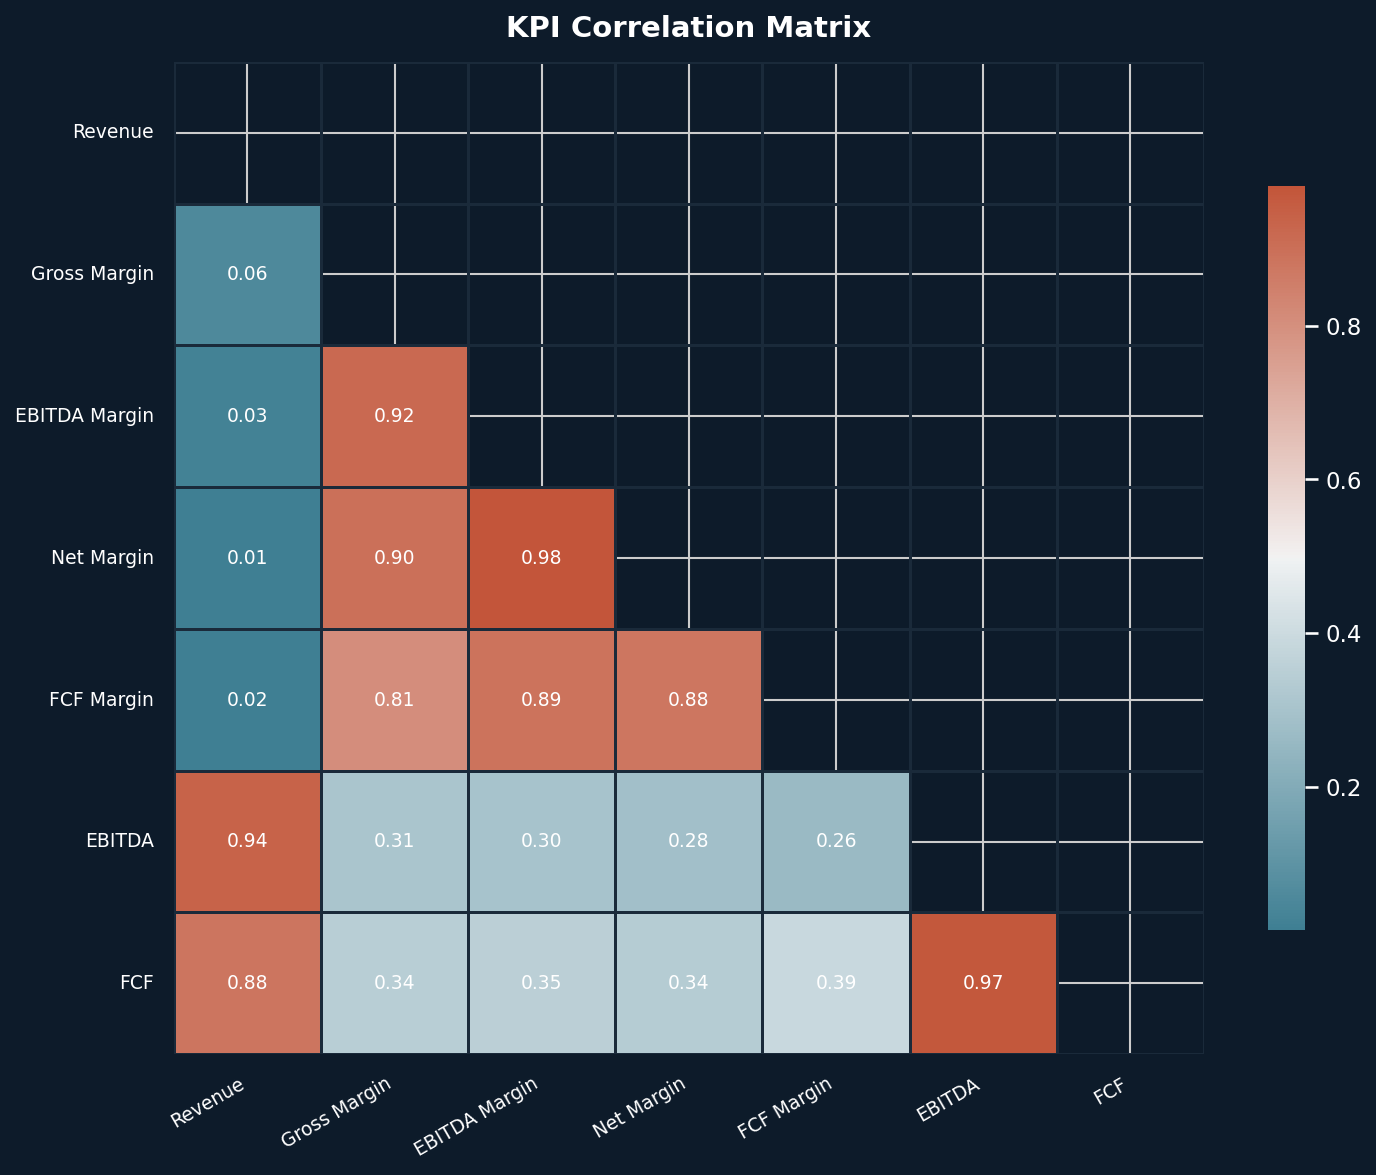 KPI Correlation Matrix
Revenue
Gross Margin 0.06
EBITDA Margin 0.03 0.92
Net Margin 0.01 0.90 0.98
FCF Margin 0.02 0.81 0.89 0.88
EBITDA 0.94 0.31 0.30 0.28 0.26
FCF 0.88 0.34 0.35 0.34 0.39 0.97
Revenue Gross Margin EBITDA Margin Net Margin FCF Margin EBITDA FCF
0.8
0.6
0.4
0.2